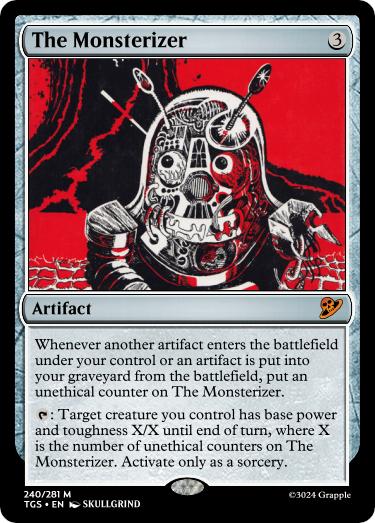 The Monsterizer 3
Artifact
Whenever another artifact enters the battlefield
under your control or an artifact is put into
your graveyard from the battlefield, put an
unethical counter on The Monsterizer.
: Target creature you control has base power
and toughness X/X until end of turn, where X
is the number of unethical counters on
The Monsterizer. Activate only as a sorcery.
240/281 M
TGS • EN SKULLGRIND
©3024 Grapple